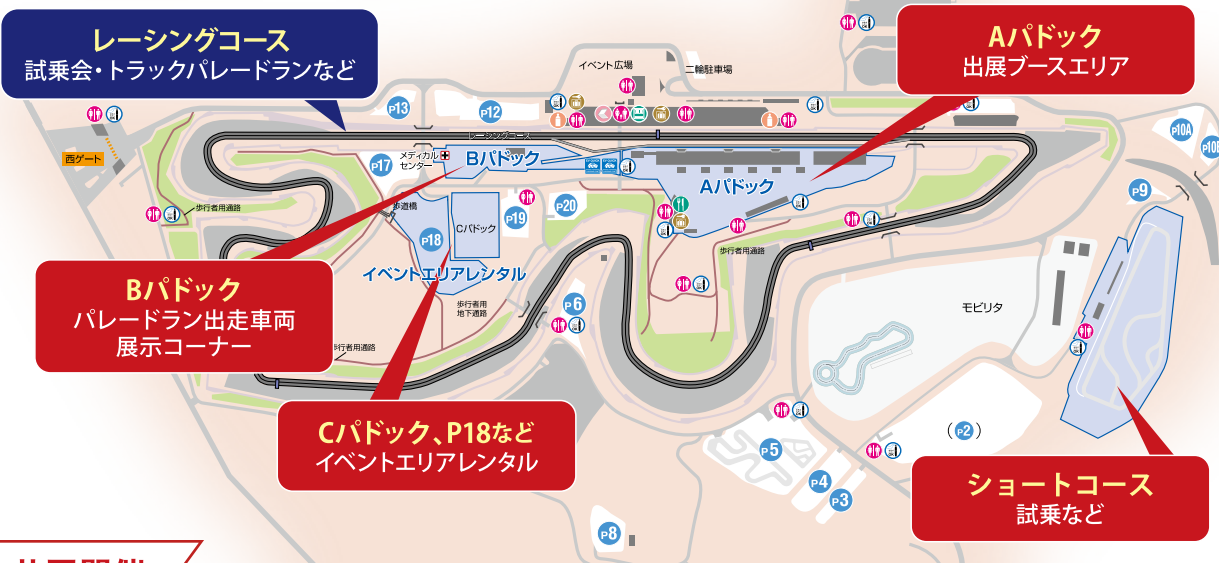 レーシングコース
試乗会・トラックパレードランなど
Aパドック
出展ブースエリア
イベント広場
二輪駐車場
P13
P12
P10A
レーシングコース
西ゲート
メディカル
センター
P17
Bパドック
Aパドック
P9
歩行者用通路
歩道橋
P18
Cパドック
P19
P20
歩行者用通路
イベントエリアレンタル
Bパドック
パレードラン出走車両
展示コーナー
歩行者用
地下通路
P6
モビリタ
歩行者用通路
Cパドック、P18など
イベントエリアレンタル
(P2)
P5
P4
P3
ショートコース
試乗など
P8